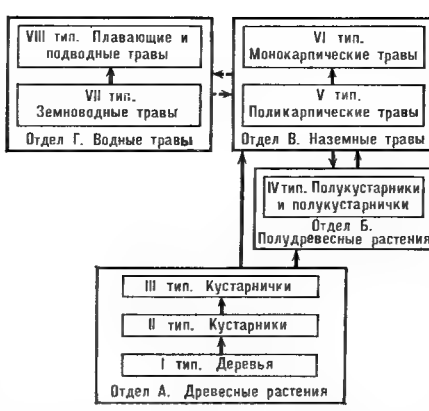 VIII тип. Плавающие и
подводные травы
VII тип.
Земноводные травы
Отдел Г. Водные травы
VI тип.
Монокарпические травы
V тип.
Поликарпические травы
Отдел В. Наземные травы
IV тип. Полукустарники
и полукустарнички
Отдел Б.
Полудревесные растения
III тип. Кустарнички
II тип. Кустарники
I тип. Деревья
Отдел А. Древесные растения